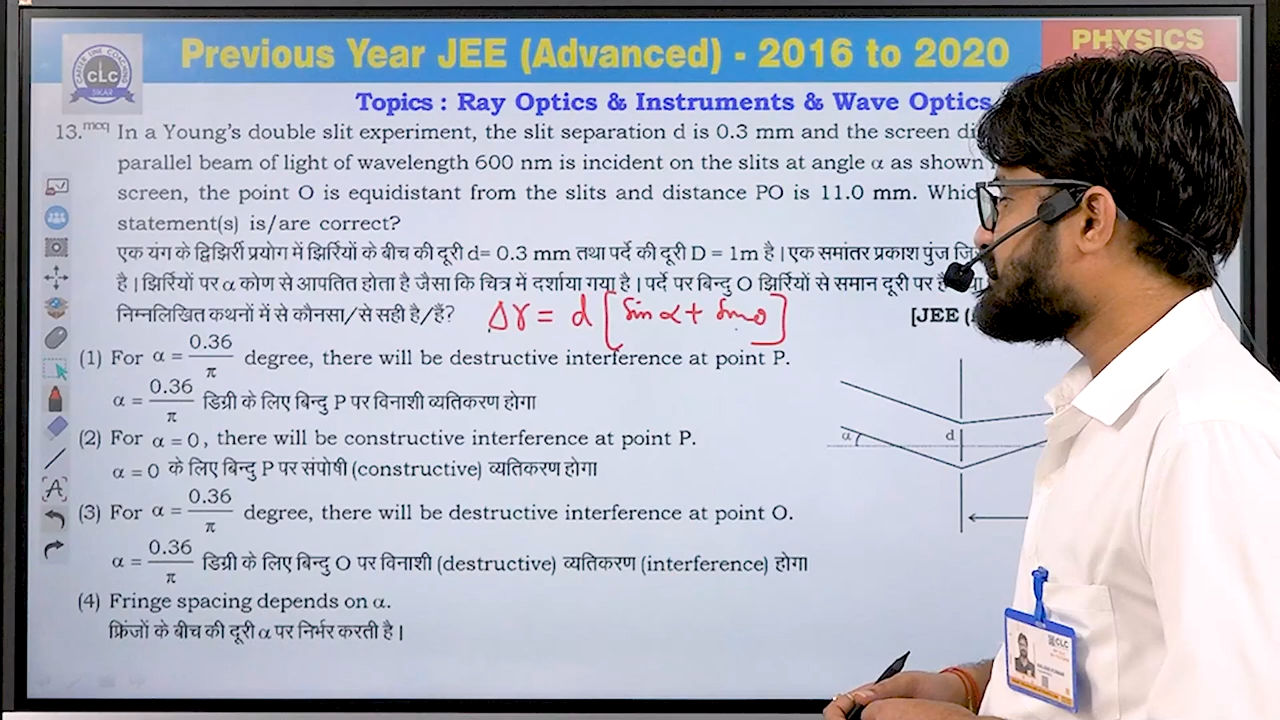 Previous Year JEE (Advanced) - 2016 to 2020
PHYSICS
CLC
SIKAR
Topics : Ray Optics & Instruments & Wave Optics
13.mcq In a Young's double slit experiment, the slit separation d is 0.3 mm and the screen
parallel beam of light of wavelength 600 nm is incident on the slits at angle α as shown
screen, the point O is equidistant from the slits and distance PO is 11.0 mm.
statement(s) is/are correct?
एक यंग के द्विझिर्री प्रयोग में झिर्रियों के बीच की दूरी d= 0.3 mm तथा पर्दे की दूरी D = 1m है। एक समांतर प्रकाश पुंज
है। झिर्रियों पर α कोण से आपतित होता है जैसा कि चित्र में दर्शाया गया है। पर्दे पर बिन्दु O झिर्रियों से समान दूरी पर
निम्नलिखित कथनों में से कौनसा/से सही है/हैं? Δr = d [sinα + sinθ] [JEE
(1) For α = 0.36/π degree, there will be destructive interference at point P.
α = 0.36/π डिग्री के लिए बिन्दु P पर विनाशी व्यतिकरण होगा
(2) For α = 0, there will be constructive interference at point P.
α = 0 के लिए बिन्दु P पर संपोषी (constructive) व्यतिकरण होगा
(3) For α = 0.36/π degree, there will be destructive interference at point O.
α = 0.36/π डिग्री के लिए बिन्दु O पर विनाशी (destructive) व्यतिकरण (interference) होगा
(4) Fringe spacing depends on α.
फ्रिंजों के बीच की दूरी α पर निर्भर करती है।
α
d
CLC